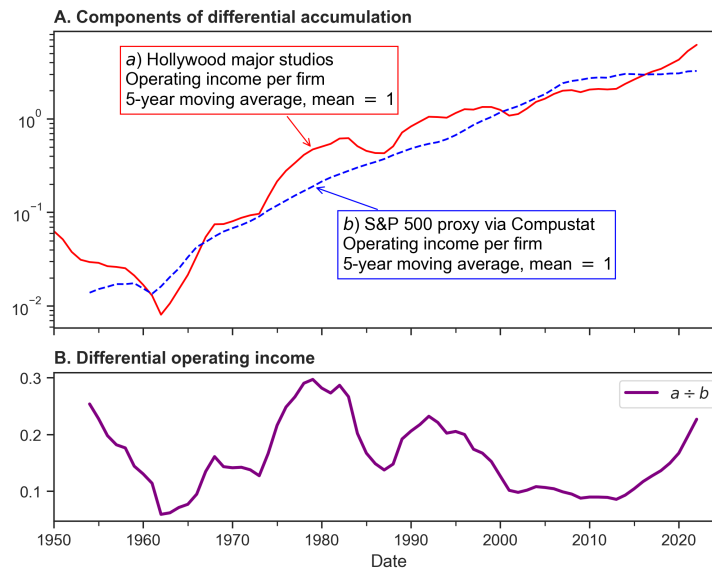 A. Components of differential accumulation
a) Hollywood major studios
Operating income per firm
5-year moving average, mean = 1
10⁰
10⁻¹
10⁻²
b) S&P 500 proxy via Compustat
Operating income per firm
5-year moving average, mean = 1
B. Differential operating income
0.3
0.2
0.1
a ÷ b
1950 1960 1970 1980 1990 2000 2010 2020
Date